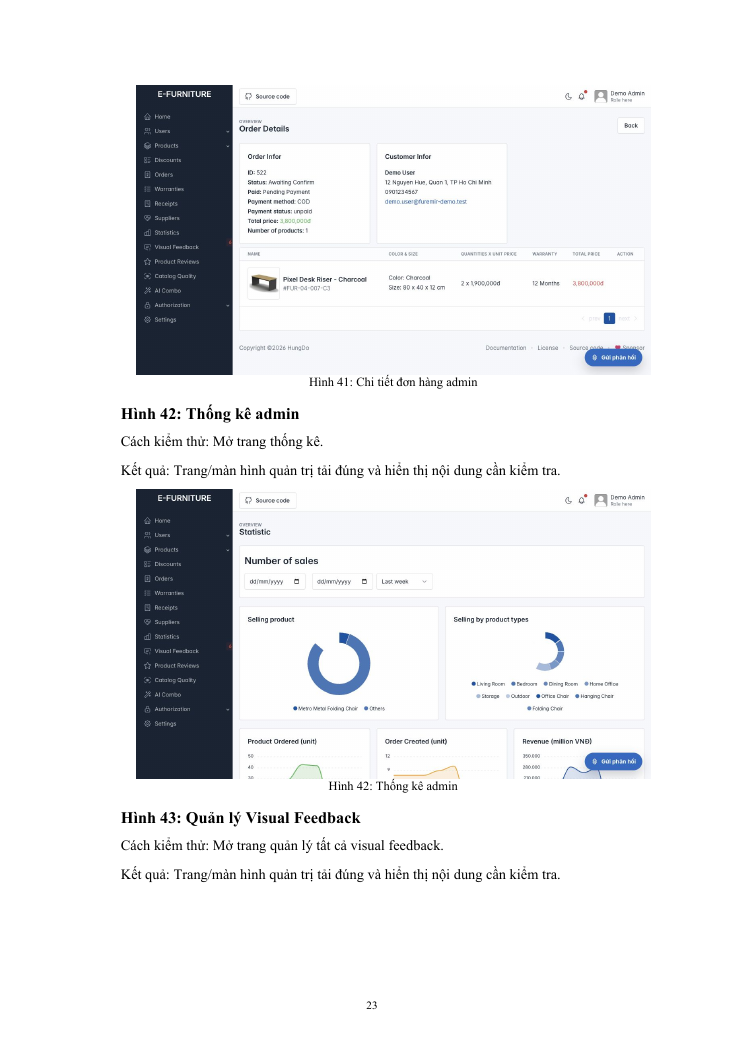 E-FURNITURE
Source code
Demo Admin
Role here
Home
Users
Products
Discounts
Orders
Warranties
Receipts
Suppliers
Statistics
Visual Feedback
Product Reviews
Catalog Quality
AI Combo
Authorization
Settings
OVERVIEW
Order Details
Back
Order Infor
ID: 522
Status: Awaiting Confirm
Paid: Pending Payment
Payment method: COD
Payment status: unpaid
Total price: 3,800,000đ
Number of products: 1
Customer Infor
Demo User
12 Nguyen Hue, Quan 1, TP Ho Chi Minh
0901234567
demo.user@furemir-demo.test
NAME COLOR & SIZE QUANTITIES X UNIT PRICE WARRANTY TOTAL PRICE ACTION
Pixel Desk Riser - Charcoal
#FUR-04-007-C3
Color: Charcoal
Size: 80 x 40 x 12 cm
2 x 1,900,000đ
12 Months
3,800,000đ
< prev 1 next >
Copyright ©2026 HungDo
Documentation · License · Source code · Sponsor
Gửi phản hồi
Hình 41: Chi tiết đơn hàng admin
Hình 42: Thống kê admin
Cách kiểm thử: Mở trang thống kê.
Kết quả: Trang/màn hình quản trị tải đúng và hiển thị nội dung cần kiểm tra.
E-FURNITURE
Source code
Demo Admin
Role here
Home
Users
Products
Discounts
Orders
Warranties
Receipts
Suppliers
Statistics
Visual Feedback
Product Reviews
Catalog Quality
AI Combo
Authorization
Settings
OVERVIEW
Statistic
Number of sales
dd/mm/yyyy dd/mm/yyyy Last week
Selling product
Metro Metal Folding Chair Others
Selling by product types
Living Room Bedroom Dining Room Home Office
Storage Outdoor Office Chair Hanging Chair
Folding Chair
Product Ordered (unit)
50
40
30
Order Created (unit)
12
9
Revenue (million VNĐ)
350.000
280.000
210.000
Gửi phản hồi
Hình 42: Thống kê admin
Hình 43: Quản lý Visual Feedback
Cách kiểm thử: Mở trang quản lý tất cả visual feedback.
Kết quả: Trang/màn hình quản trị tải đúng và hiển thị nội dung cần kiểm tra.
23